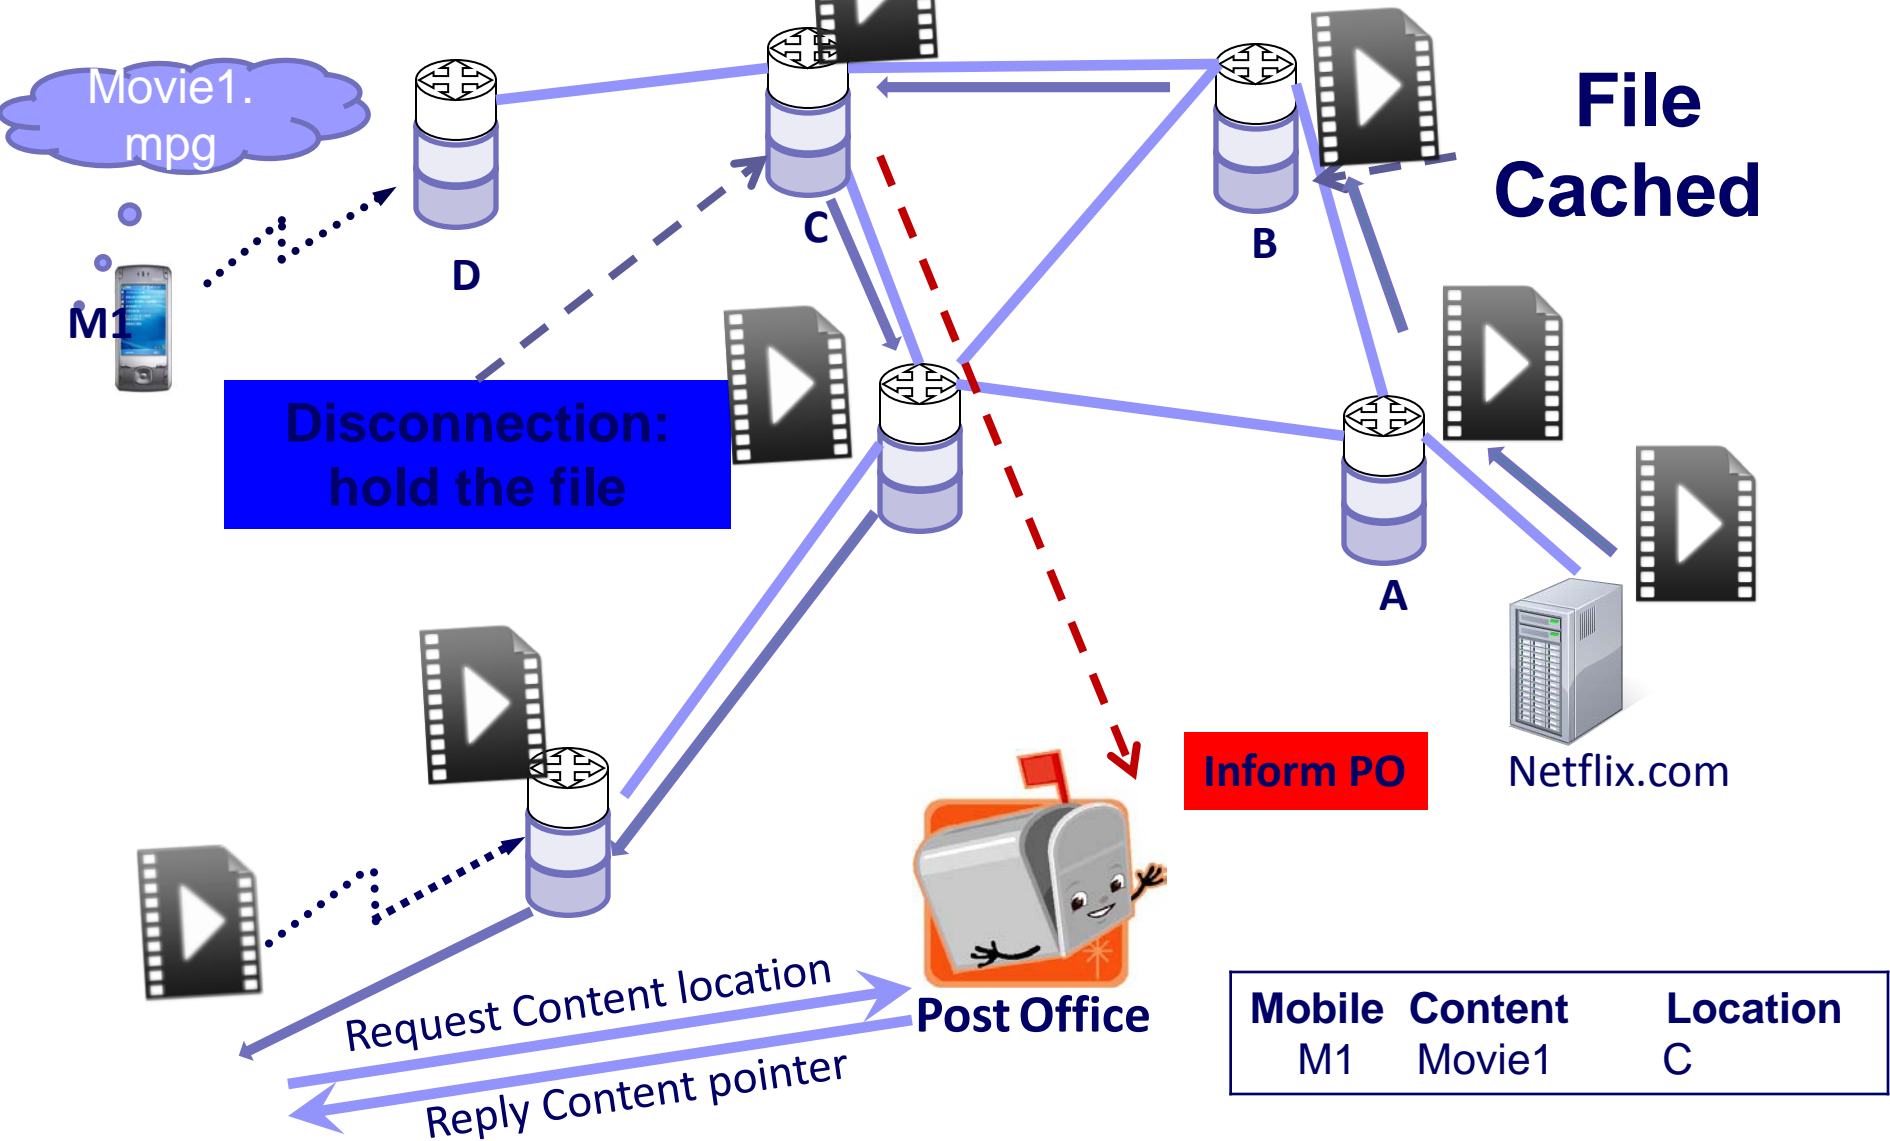 Movie1.
mpg
File
Cached
C
B
D
M1
Disconnection:
hold the file
A
Inform PO
Netflix.com
Request Content location
Post Office
Reply Content pointer
Mobile Content Location
M1 Movie1 C